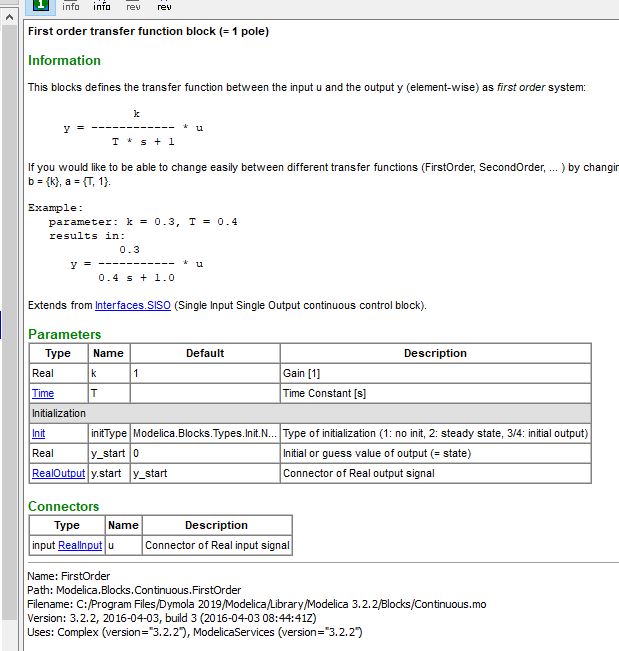 1 info info rev rev
First order transfer function block (= 1 pole)
Information
This blocks defines the transfer function between the input u and the output y (element-wise) as first order system:
k
y = ------------ * u
T * s + 1
If you would like to be able to change easily between different transfer functions (FirstOrder, SecondOrder, ... ) by changin
b = {k}, a = {T, 1}.
Example:
parameter: k = 0.3, T = 0.4
results in:
0.3
y = ----------- * u
0.4 s + 1.0
Extends from Interfaces.SISO (Single Input Single Output continuous control block).
Parameters
Type Name Default Description
Real k 1 Gain [1]
Time T Time Constant [s]
Initialization
Init initType Modelica.Blocks.Types.Init.N... Type of initialization (1: no init, 2: steady state, 3/4: initial output)
Real y_start 0 Initial or guess value of output (= state)
RealOutput y.start y_start Connector of Real output signal
Connectors
Type Name Description
input RealInput u Connector of Real input signal
Name: FirstOrder
Path: Modelica.Blocks.Continuous.FirstOrder
Filename: C:/Program Files/Dymola 2019/Modelica/Library/Modelica 3.2.2/Blocks/Continuous.mo
Version: 3.2.2, 2016-04-03, build 3 (2016-04-03 08:44:41Z)
Uses: Complex (version="3.2.2"), ModelicaServices (version="3.2.2")